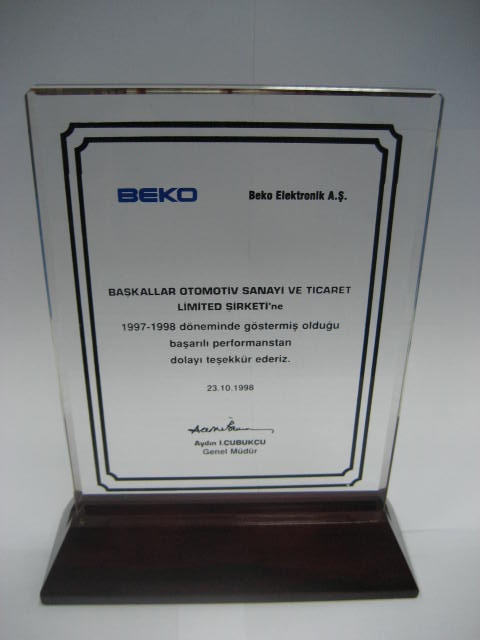 BEKO Beko Elektronik A.Ş.
BAŞKALLAR OTOMOTİV SANAYİ VE TİCARET
LİMİTED ŞİRKETİ'ne
1997-1998 döneminde göstermiş olduğu
başarılı performanstan
dolayı teşekkür ederiz.
23.10.1998
Aydın I.ÇUBUKÇU
Genel Müdür